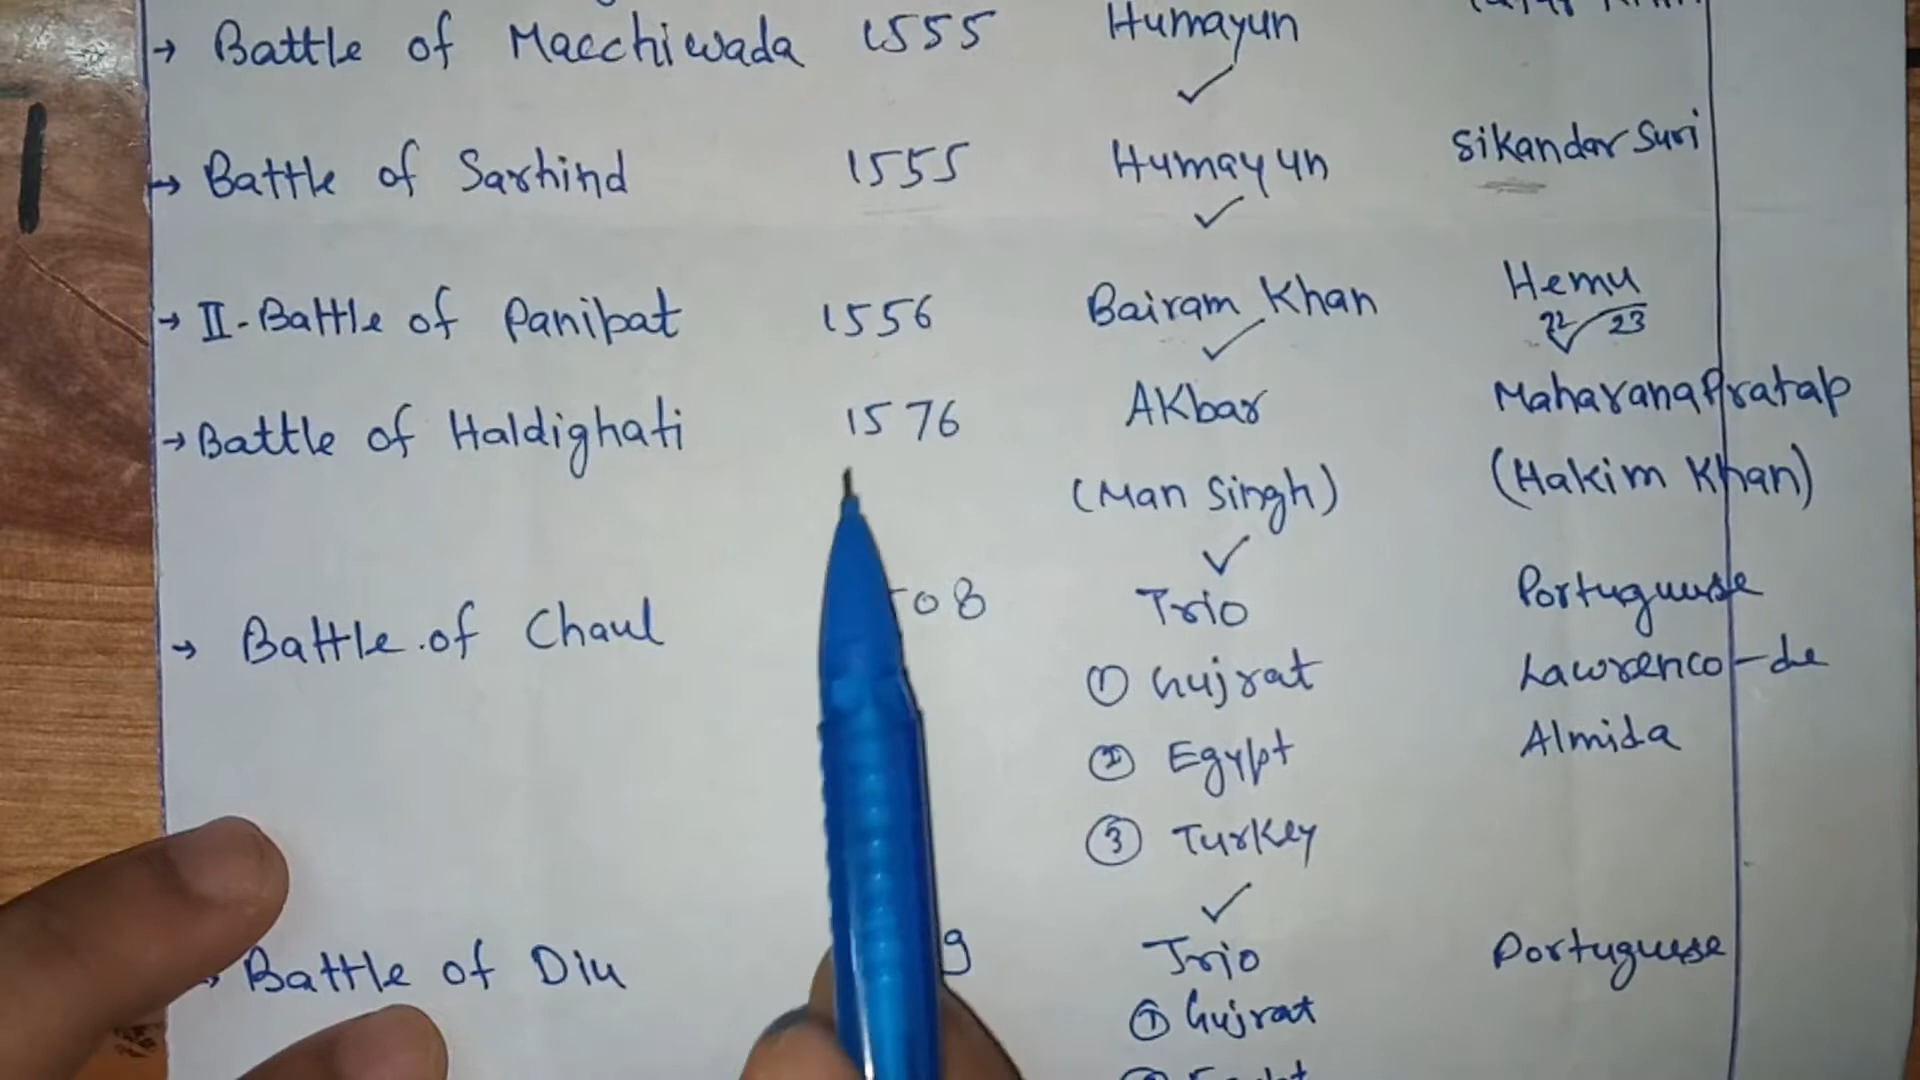 → Battle of Macchiwada 1555 Humayun
✓
→ Battle of Sarhind 1555 Humayun Sikandar Suri
✓
→ II-Battle of Panipat 1556 Bairam Khan Hemu
✓ 22 ✓ 23
→ Battle of Haldighati 1576 Akbar Maharana Pratap
(Man Singh) (Hakim Khan)
✓
→ Battle of Chaul 08 Trio Portuguese
① Gujrat Lawrenco-de
② Egypt Almida
③ Turkey
✓
Battle of Diu 9 Trio Portuguese
① Gujrat